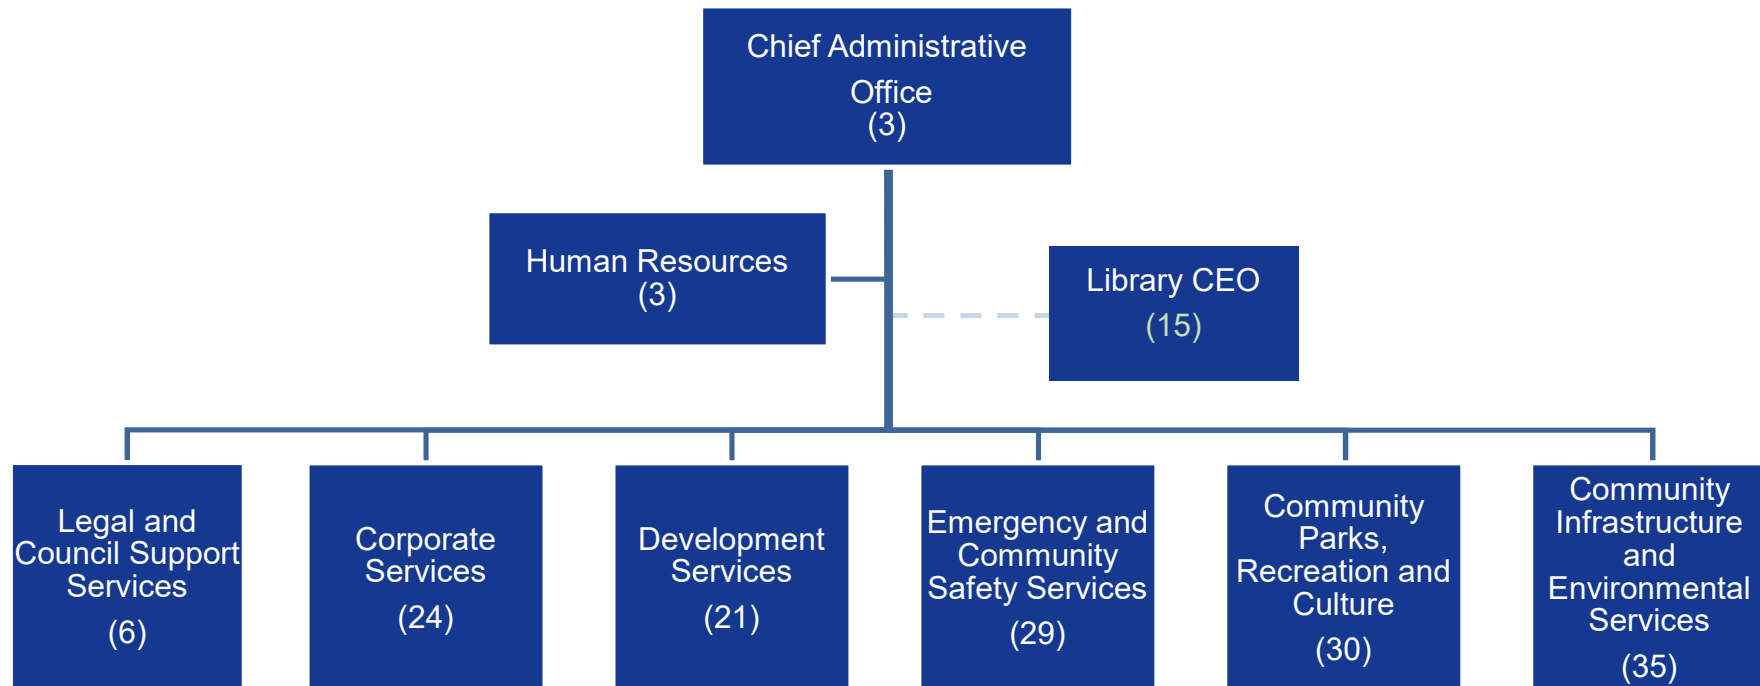 Chief Administrative
Office
(3)
Human Resources
(3)
Library CEO
(15)
Legal and
Council Support
Services
(6)
Corporate
Services
(24)
Development
Services
(21)
Emergency and
Community
Safety Services
(29)
Community
Parks,
Recreation and
Culture
(30)
Community
Infrastructure
and
Environmental
Services
(35)